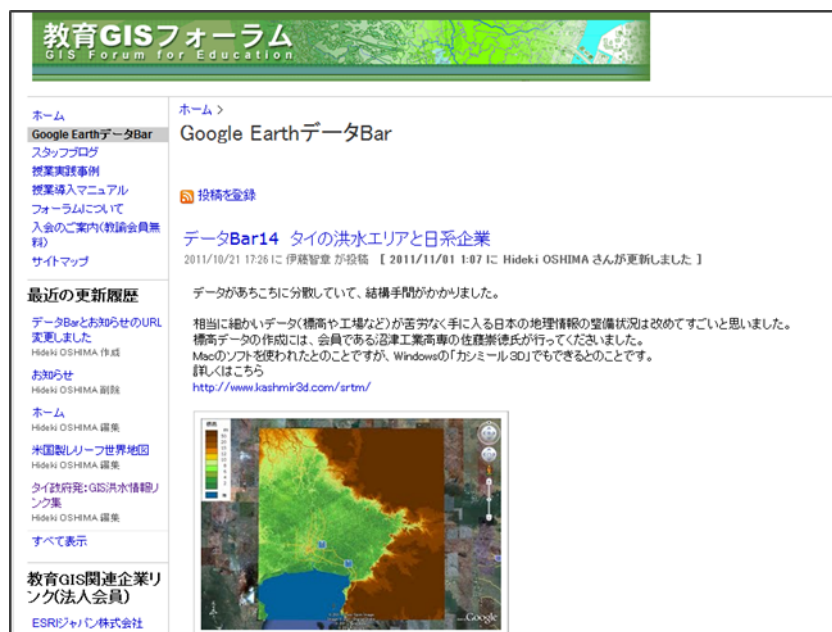 教育GISフォーラム
GIS Forum for Education
ホーム
Google EarthデータBar
スタッフブログ
授業実践事例
授業導入マニュアル
フォーラムについて
入会のご案内(教諭会員無
料)
サイトマップ
最近の更新履歴
データBarとお知らせのURL
変更しました
Hideki OSHIMA 作成
お知らせ
Hideki OSHIMA 削除
ホーム
Hideki OSHIMA 編集
米国製レリーフ世界地図
Hideki OSHIMA 編集
タイ政府発:GIS洪水情報リ
ンク集
Hideki OSHIMA 編集
すべて表示
教育GIS関連企業リ
ンク(法人会員)
ESRIジャパン株式会社
ホーム >
Google EarthデータBar
投稿を登録
データBar14 タイの洪水エリアと日系企業
2011/10/21 17:26 に 伊藤智章 が投稿 [ 2011/11/01 1:07 に Hideki OSHIMA さんが更新しました ]
データがあちこちに分散していて、結構手間がかかりました。
相当に細かいデータ(標高や工場など)が苦労なく手に入る日本の地理情報の整備状況は改めてすごいと思いました。
標高データの作成には、会員である沼津工業高専の佐藤崇徳氏が行ってくださいました。
Macのソフトを使われたとのことですが、Windowsの「カシミール3D」でもできるとのことです。
詳しくはこちら
http://www.kashmir3d.com/srtm/
標高
Google